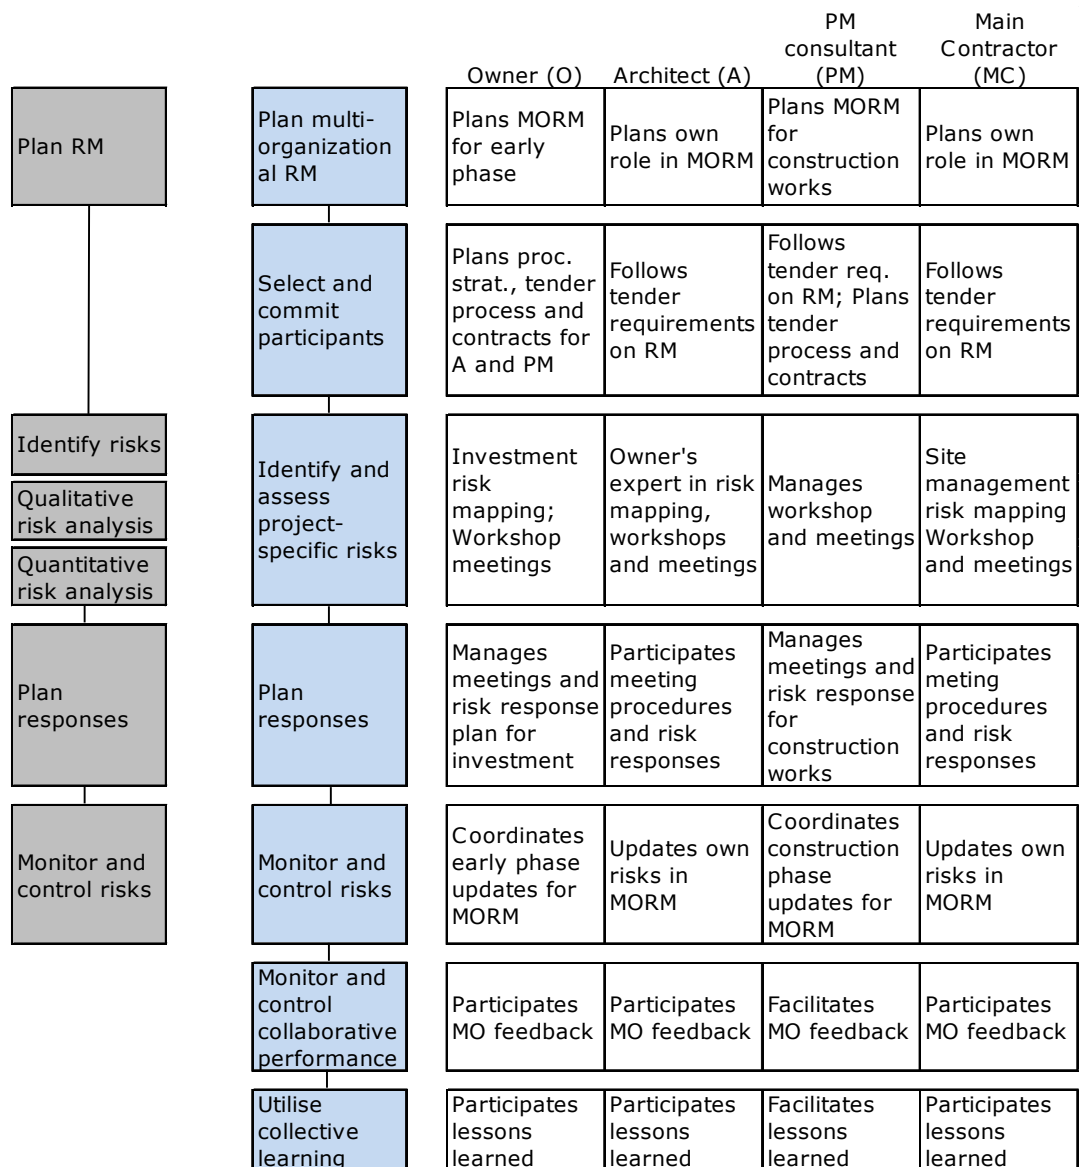 Owner (O)
Architect (A)
PM
consultant
(PM)
Main
Contractor
(MC)
Plan RM
Plan multi-
organization
al RM
Plans MORM
for early
phase
Plans own
role in MORM
Plans MORM
for
construction
works
Plans own
role in MORM
Select and
commit
participants
Plans proc.
strat., tender
process and
contracts for
A and PM
Follows
tender
requirements
on RM
Follows
tender req.
on RM; Plans
tender
process and
contracts
Follows
tender
requirements
on RM
Identify risks
Qualitative
risk analysis
Quantitative
risk analysis
Identify and
assess
project-
specific risks
Investment
risk
mapping;
Workshop
meetings
Owner's
expert in risk
mapping,
workshops
and meetings
Manages
workshop
and meetings
Site
management
risk mapping
Workshop
and meetings
Plan
responses
Plan
responses
Manages
meetings and
risk response
plan for
investment
Participates
meeting
procedures
and risk
responses
Manages
meetings and
risk response
for
construction
works
Participates
meting
procedures
and risk
responses
Monitor and
control risks
Monitor and
control risks
Coordinates
early phase
updates for
MORM
Updates own
risks in
MORM
Coordinates
construction
phase
updates for
MORM
Updates own
risks in
MORM
Monitor and
control
collaborative
performance
Participates
MO feedback
Participates
MO feedback
Facilitates
MO feedback
Participates
MO feedback
Utilise
collective
learning
Participates
lessons
learned
Participates
lessons
learned
Facilitates
lessons
learned
Participates
lessons
learned